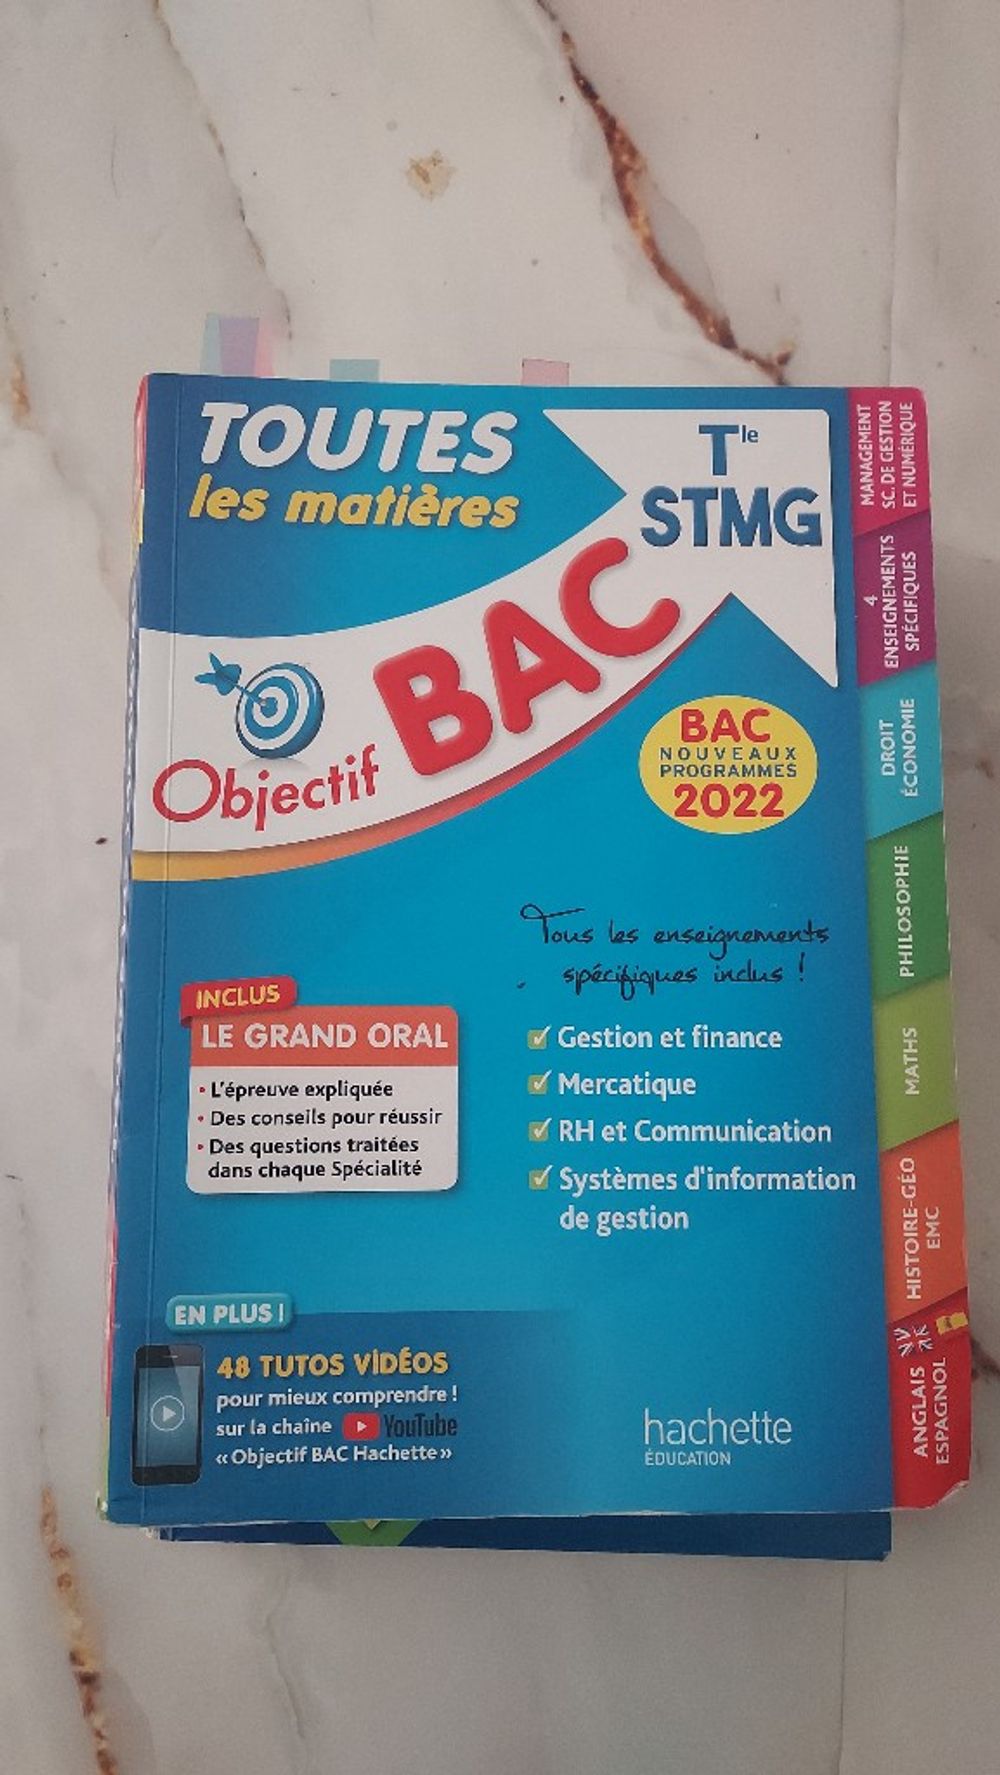 TOUTES
les matières
Tle
STMG
Objectif BAC
BAC
NOUVEAUX
PROGRAMMES
2022
Tous les enseignements
spécifiques inclus !
Gestion et finance
Mercatique
RH et Communication
Systèmes d'information
de gestion
INCLUS
LE GRAND ORAL
• L'épreuve expliquée
• Des conseils pour réussir
• Des questions traitées
dans chaque Spécialité
EN PLUS !
48 TUTOS VIDÉOS
pour mieux comprendre !
sur la chaîne YouTube
« Objectif BAC Hachette »
hachette
ÉDUCATION
MANAGEMENT
SC. DE GESTION
ET NUMÉRIQUE
4
ENSEIGNEMENTS
SPÉCIFIQUES
DROIT
ÉCONOMIE
PHILOSOPHIE
MATHS
HISTOIRE-GÉO
EMC
ANGLAIS
ESPAGNOL